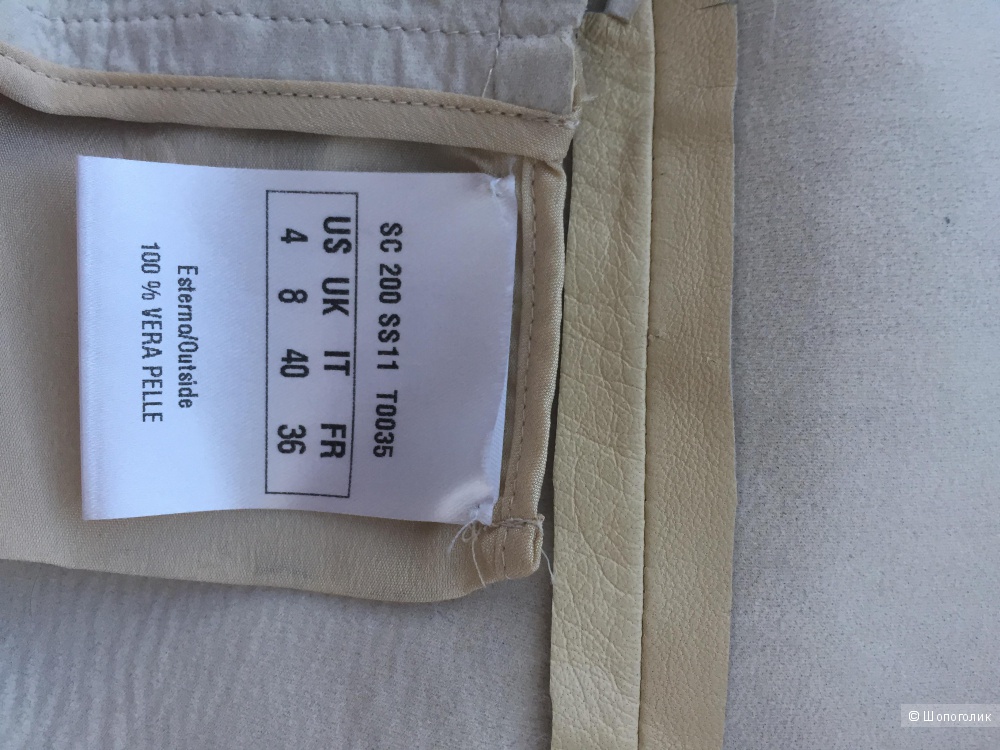 SC 200 SS11 T0035
US UK IT FR
4 8 40 36
Esterno/Outside
100 % VERA PELLE
© Шопоголик